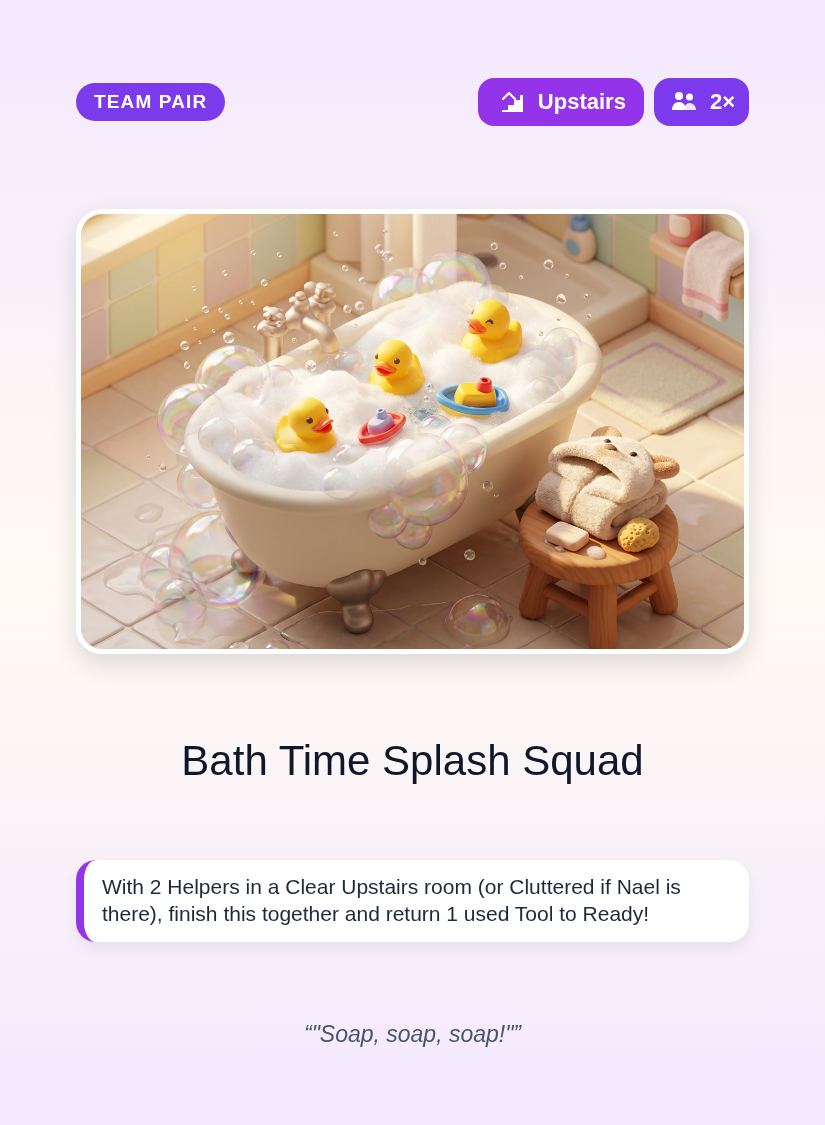 TEAM PAIR
Upstairs
2×
Bath Time Splash Squad
With 2 Helpers in a Clear Upstairs room (or Cluttered if Nael is
there), finish this together and return 1 used Tool to Ready!
“"Soap, soap, soap!"”